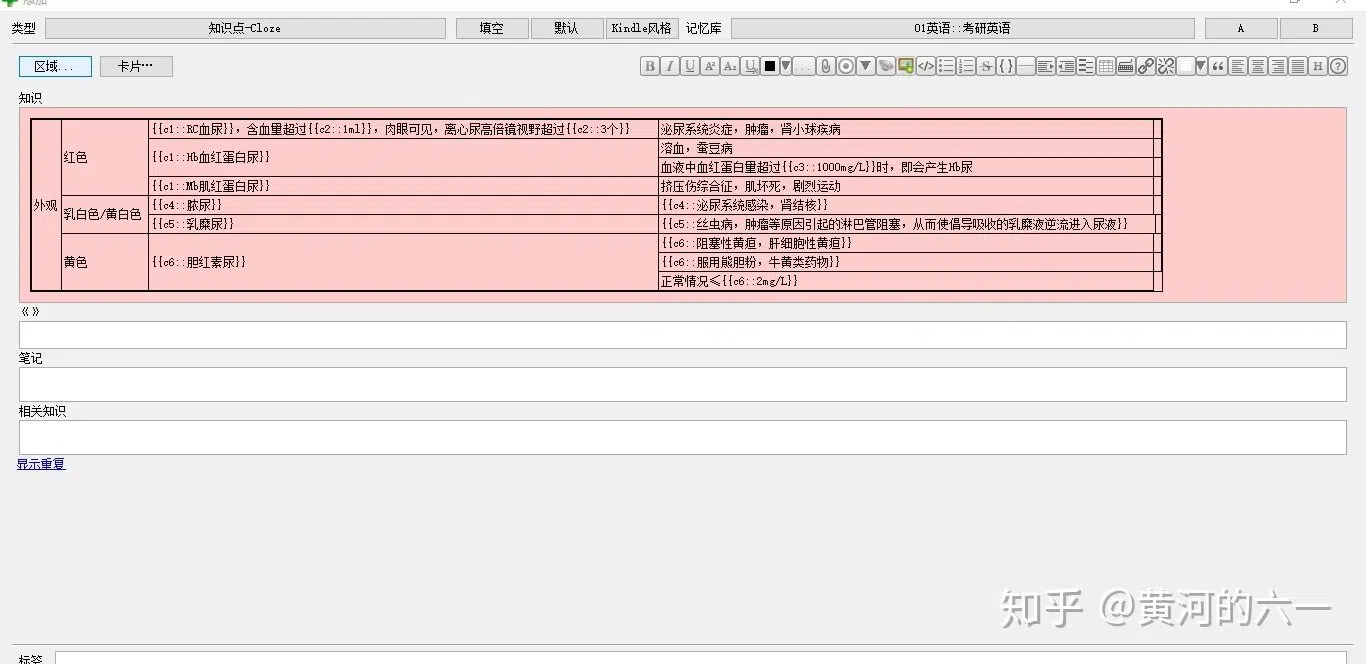 添加
类型 知识点-Cloze 填空 默认 Kindle风格 记忆库 01英语::考研英语 A B
区域... 卡片… B I U A² A₂ U ... </> S {} “ H ?
知识
外观 红色 {{c1::RC血尿}}，含血量超过{{c2::1ml}}，肉眼可见，离心尿高倍镜视野超过{{c2::3个}} 泌尿系统炎症，肿瘤，肾小球疾病
{{c1::Hb血红蛋白尿}} 溶血，蚕豆病
血液中血红蛋白量超过{{c3::1000mg/L}}时，即会产生Hb尿
{{c1::Mb肌红蛋白尿}} 挤压伤综合征，肌坏死，剧烈运动
乳白色/黄白色 {{c4::脓尿}} {{c4::泌尿系统感染，肾结核}}
{{c5::乳糜尿}} {{c5::丝虫病，肿瘤等原因引起的淋巴管阻塞，从而使倡导吸收的乳糜液逆流进入尿液}}
黄色 {{c6::胆红素尿}} {{c6::阻塞性黄疸，肝细胞性黄疸}}
{{c6::服用熊胆粉，牛黄类药物}}
正常情况≤{{c6::2mg/L}}
《》
笔记
相关知识
显示重复
知乎 @黄河的六一
标签